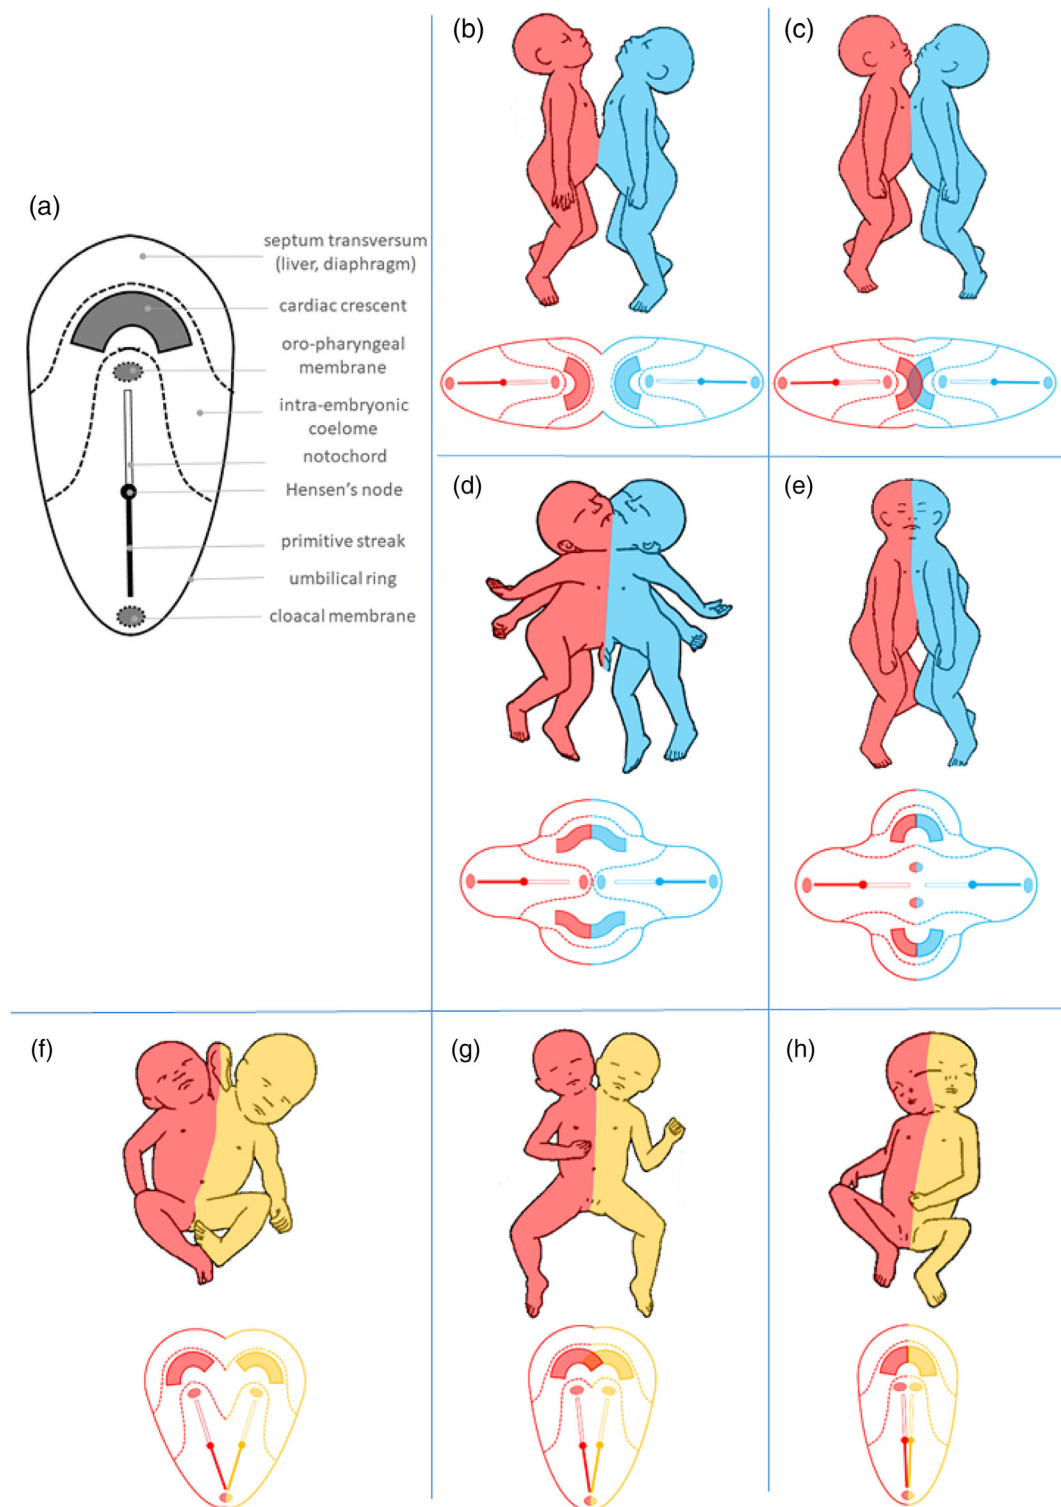 (a)
septum transversum
(liver, diaphragm)
cardiac crescent
oro-pharyngeal
membrane
intra-embryonic
coelome
notochord
Hensen's node
primitive streak
umbilical ring
cloacal membrane
(b)
(c)
(d)
(e)
(f)
(g)
(h)